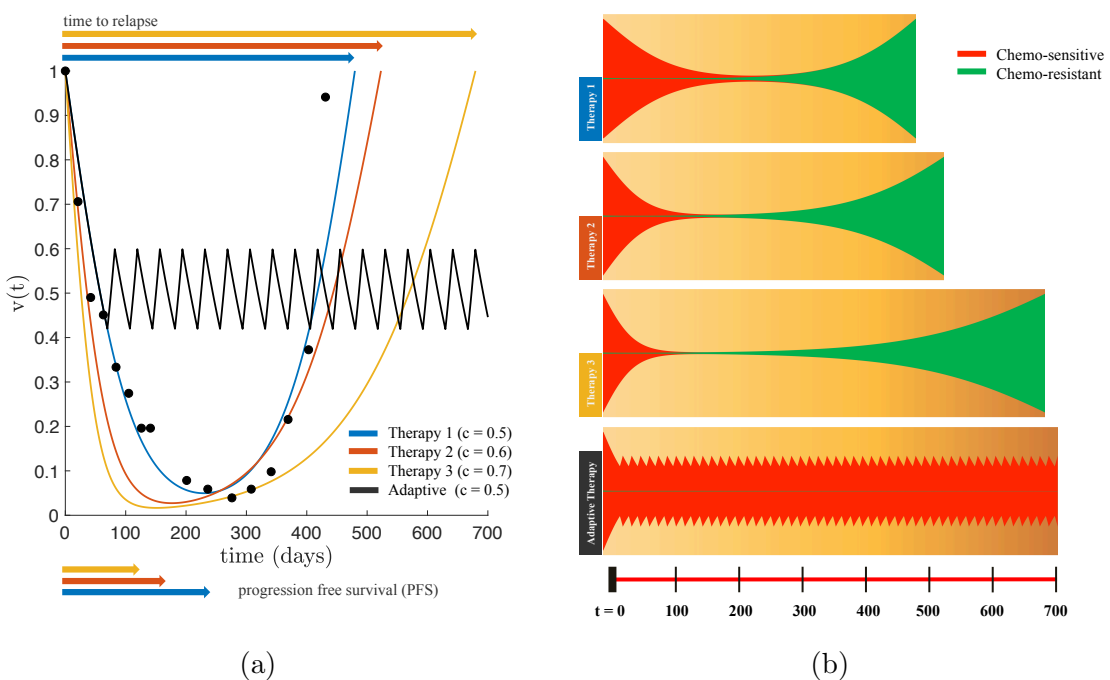 time to relapse
1
0.9
0.8
0.7
0.6
0.5
0.4
0.3
0.2
0.1
0
v(t)
Therapy 1 (c = 0.5)
Therapy 2 (c = 0.6)
Therapy 3 (c = 0.7)
Adaptive (c = 0.5)
0 100 200 300 400 500 600 700
time (days)
progression free survival (PFS)
(a)
Chemo-sensitive
Chemo-resistant
Therapy 1
Therapy 2
Therapy 3
Adaptive Therapy
t = 0 100 200 300 400 500 600 700
(b)